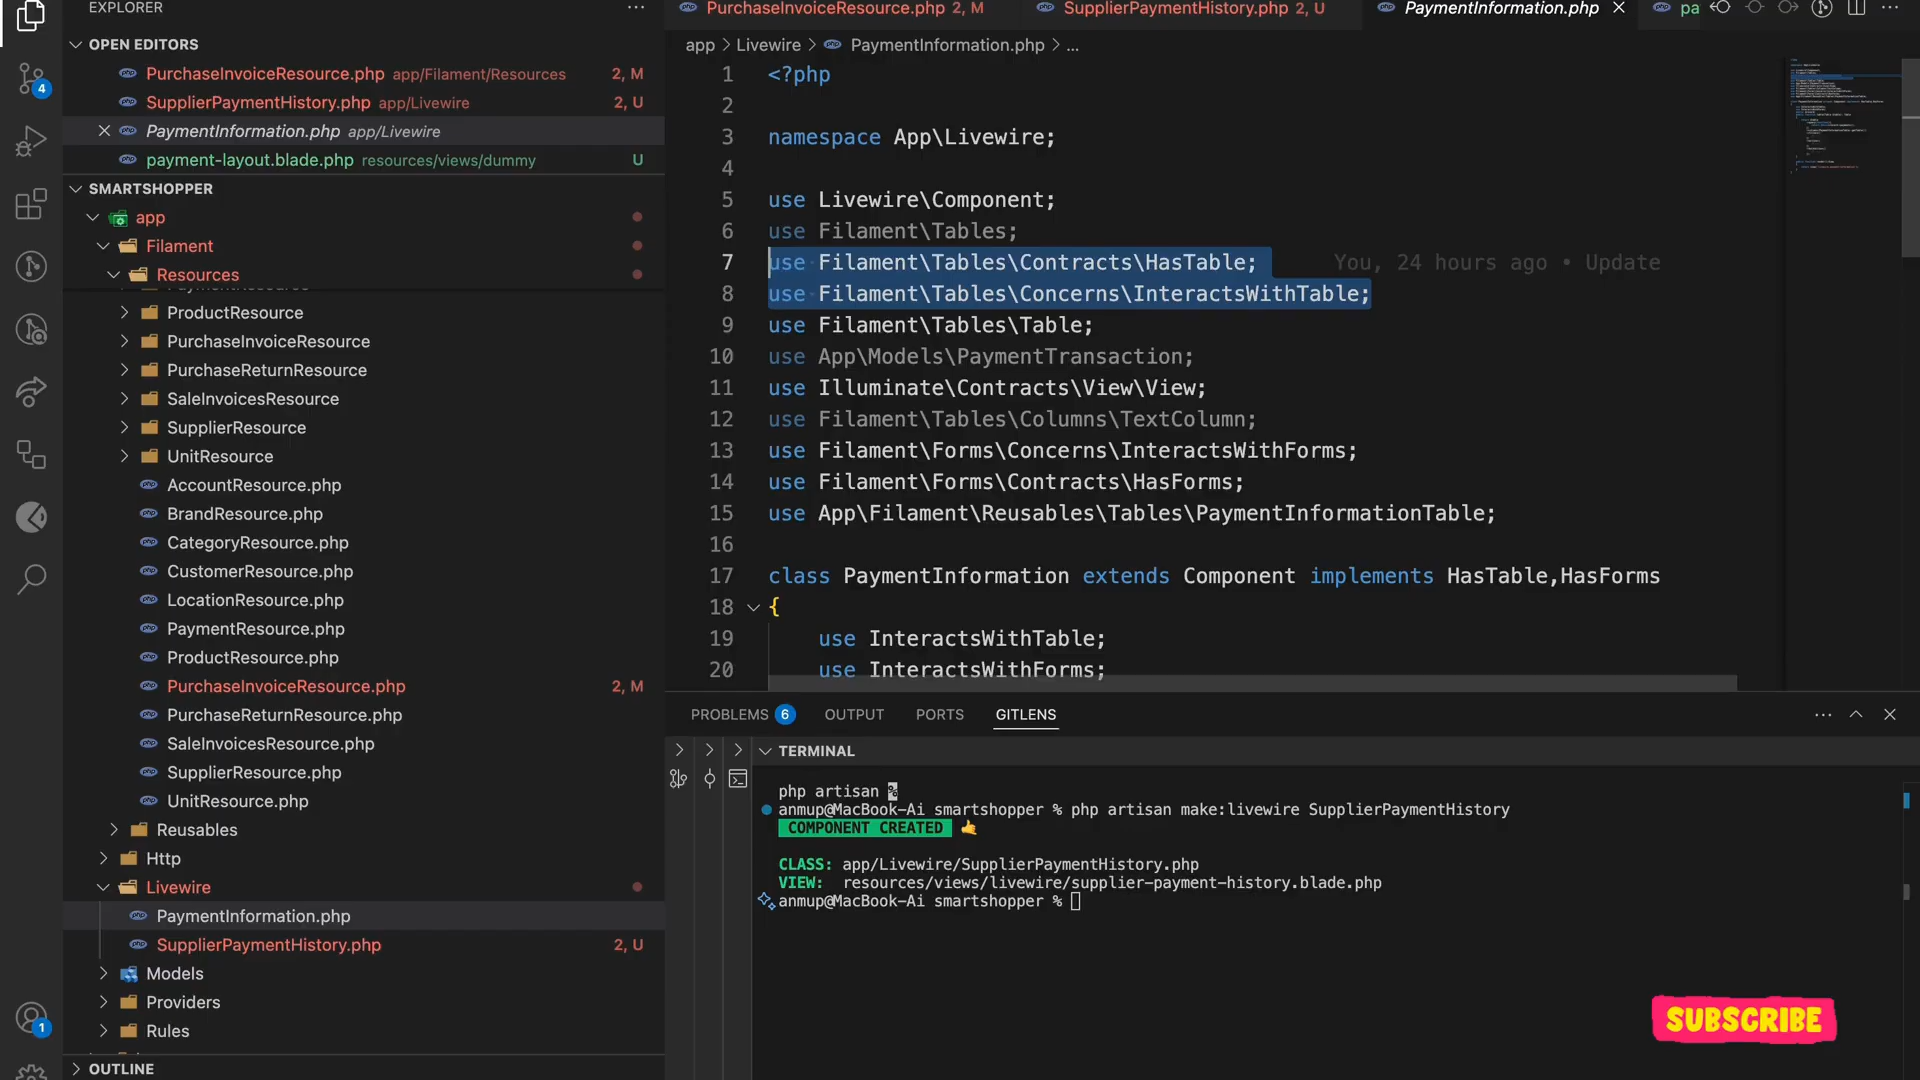 EXPLORER
OPEN EDITORS
PurchaseInvoiceResource.php app/Filament/Resources 2, M
SupplierPaymentHistory.php app/Livewire 2, U
PaymentInformation.php app/Livewire
payment-layout.blade.php resources/views/dummy U
SMARTSHOPPER
app
Filament
Resources
ProductResource
PurchaseInvoiceResource
PurchaseReturnResource
SaleInvoicesResource
SupplierResource
UnitResource
AccountResource.php
BrandResource.php
CategoryResource.php
CustomerResource.php
LocationResource.php
PaymentResource.php
ProductResource.php
PurchaseInvoiceResource.php 2, M
PurchaseReturnResource.php
SaleInvoicesResource.php
SupplierResource.php
UnitResource.php
Reusables
Http
Livewire
PaymentInformation.php
SupplierPaymentHistory.php 2, U
Models
Providers
Rules
OUTLINE
4
1
PurchaseInvoiceResource.php 2, M
SupplierPaymentHistory.php 2, U
PaymentInformation.php
pa
app > Livewire > PaymentInformation.php > ...
1 <?php
2
3 namespace App\Livewire;
4
5 use Livewire\Component;
6 use Filament\Tables;
7 use Filament\Tables\Contracts\HasTable; You, 24 hours ago • Update
8 use Filament\Tables\Concerns\InteractsWithTable;
9 use Filament\Tables\Table;
10 use App\Models\PaymentTransaction;
11 use Illuminate\Contracts\View\View;
12 use Filament\Tables\Columns\TextColumn;
13 use Filament\Forms\Concerns\InteractsWithForms;
14 use Filament\Forms\Contracts\HasForms;
15 use App\Filament\Reusables\Tables\PaymentInformationTable;
16
17 class PaymentInformation extends Component implements HasTable,HasForms
18 {
19 use InteractsWithTable;
20 use InteractsWithForms;
PROBLEMS 6 OUTPUT PORTS GITLENS
TERMINAL
php artisan %
anmup@MacBook-Ai smartshopper % php artisan make:livewire SupplierPaymentHistory
COMPONENT CREATED 🤙
CLASS: app/Livewire/SupplierPaymentHistory.php
VIEW: resources/views/livewire/supplier-payment-history.blade.php
anmup@MacBook-Ai smartshopper %
SUBSCRIBE